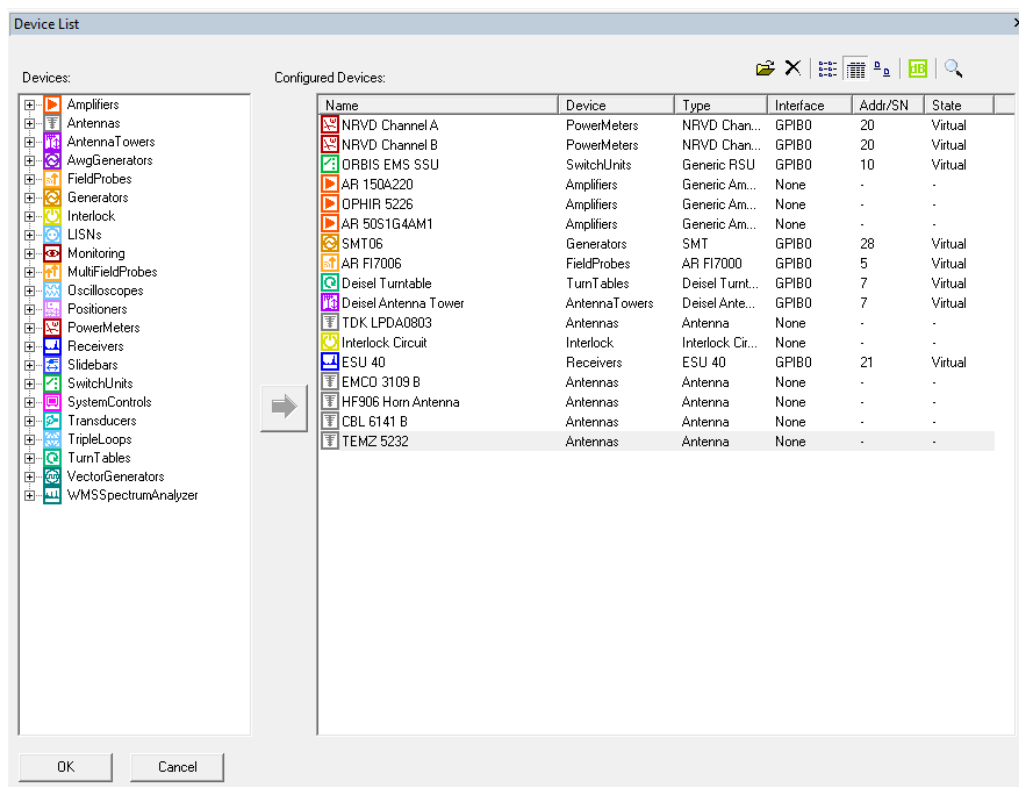 Device List
Devices:
Configured Devices:
dB
Amplifiers
Antennas
AntennaTowers
AwgGenerators
FieldProbes
Generators
Interlock
LISNs
Monitoring
MultiFieldProbes
Oscilloscopes
Positioners
PowerMeters
Receivers
Slidebars
SwitchUnits
SystemControls
Transducers
TripleLoops
TurnTables
VectorGenerators
WMSSpectrumAnalyzer
Name Device Type Interface Addr/SN State
NRVD Channel A PowerMeters NRVD Chan... GPIB0 20 Virtual
NRVD Channel B PowerMeters NRVD Chan... GPIB0 20 Virtual
ORBIS EMS SSU SwitchUnits Generic RSU GPIB0 10 Virtual
AR 150A220 Amplifiers Generic Am... None - -
OPHIR 5226 Amplifiers Generic Am... None - -
AR 50S1G4AM1 Amplifiers Generic Am... None - -
SMT06 Generators SMT GPIB0 28 Virtual
AR FI7006 FieldProbes AR FI7000 GPIB0 5 Virtual
Deisel Turntable TurnTables Deisel Turnt... GPIB0 7 Virtual
Deisel Antenna Tower AntennaTowers Deisel Ante... GPIB0 7 Virtual
TDK LPDA0803 Antennas Antenna None - -
Interlock Circuit Interlock Interlock Cir... None - -
ESU 40 Receivers ESU 40 GPIB0 21 Virtual
EMCO 3109 B Antennas Antenna None - -
HF906 Horn Antenna Antennas Antenna None - -
CBL 6141 B Antennas Antenna None - -
TEMZ 5232 Antennas Antenna None - -
OK
Cancel